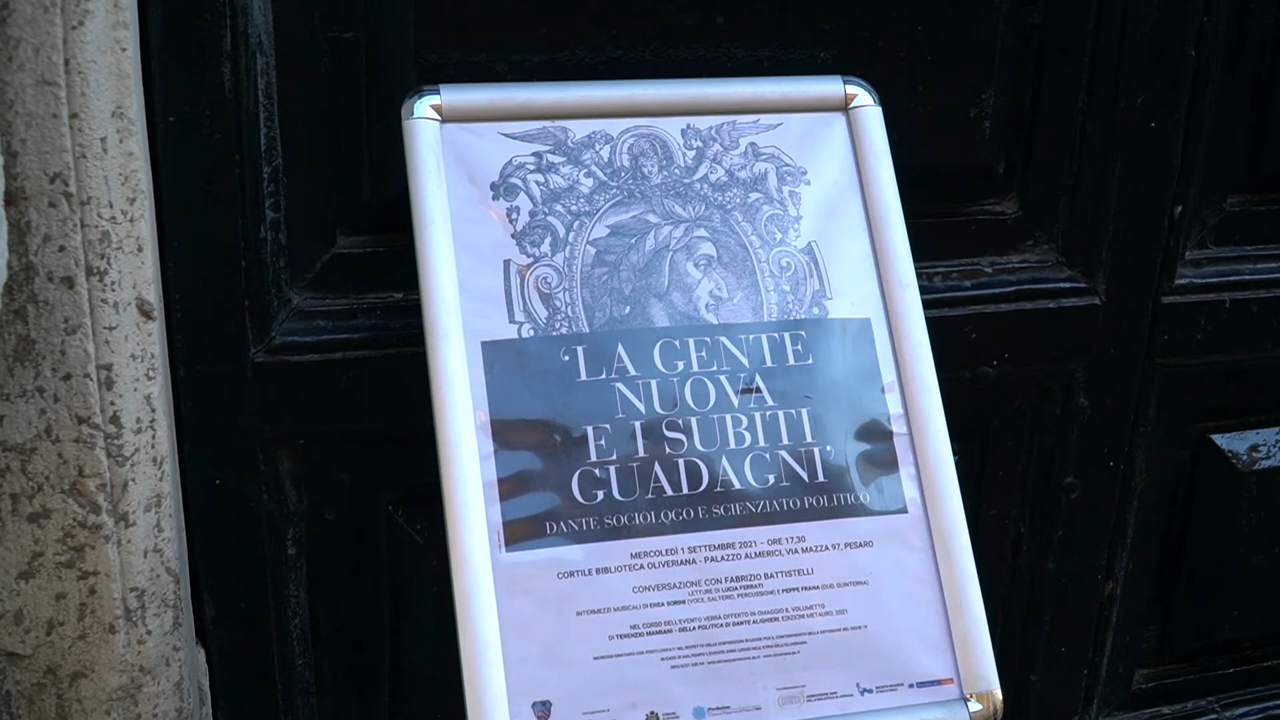 ‘LA GENTE
NUOVA
E I SUBITI
GUADAGNI’
DANTE SOCIOLOGO E SCIENZIATO POLITICO
MERCOLEDÌ 1 SETTEMBRE 2021 – ORE 17,30
CORTILE BIBLIOTECA OLIVERIANA - PALAZZO ALMERICI, VIA MAZZA 97, PESARO
CONVERSAZIONE CON FABRIZIO BATTISTELLI
LETTURE DI LUCIA FERRATI
INTERMEZZI MUSICALI DI ENEA SORINI (VOCE, SALTERIO, PERCUSSIONE) E PEPPE FRANA (OUD, QUINTERNA)
NEL CORSO DELL'EVENTO VERRÀ OFFERTO IN OMAGGIO IL VOLUMETTO
DI TERENZIO MAMIANI - DELLA POLITICA DI DANTE ALIGHIERI, EDIZIONI METAURO, 2021